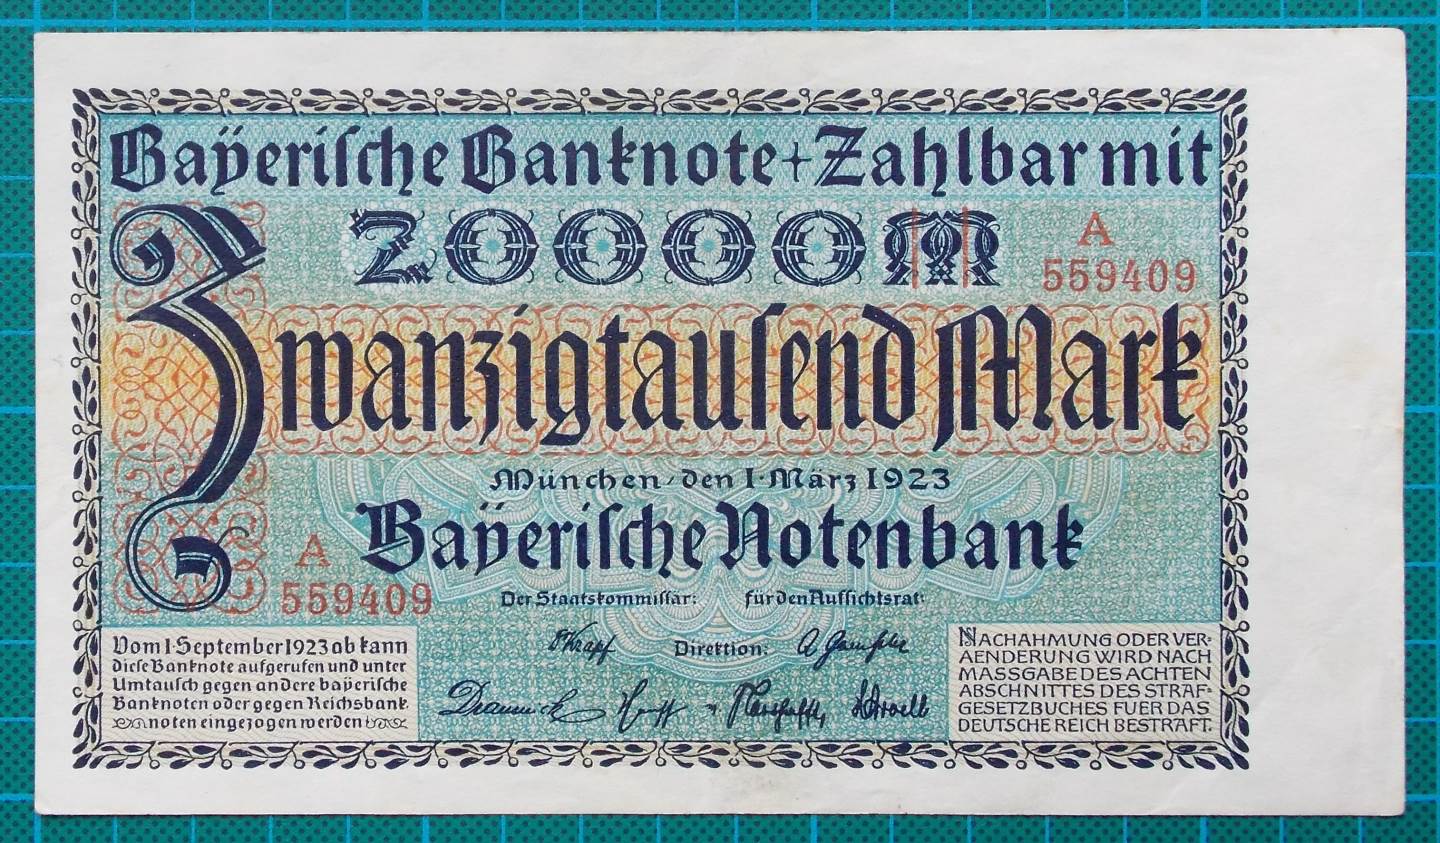 Bayerische Banknote + Zahlbar mit
20000 M
A
559409
Zwanzigtausend Mark
München, den 1. März 1923
Bayerische Notenbank
A
559409
Der Staatskommissar: für den Aufsichtsrat:
Direktion:
Vom 1. September 1923 ab kann
diese Banknote aufgerufen und unter
Umtausch gegen andere bayerische
Banknoten oder gegen Reichsbank-
noten eingezogen werden
NACHAHMUNG ODER VER-
AENDERUNG WIRD NACH
MASSGABE DES ACHTEN
ABSCHNITTES DES STRAF-
GESETZBUCHES FUER DAS
DEUTSCHE REICH BESTRAFT.